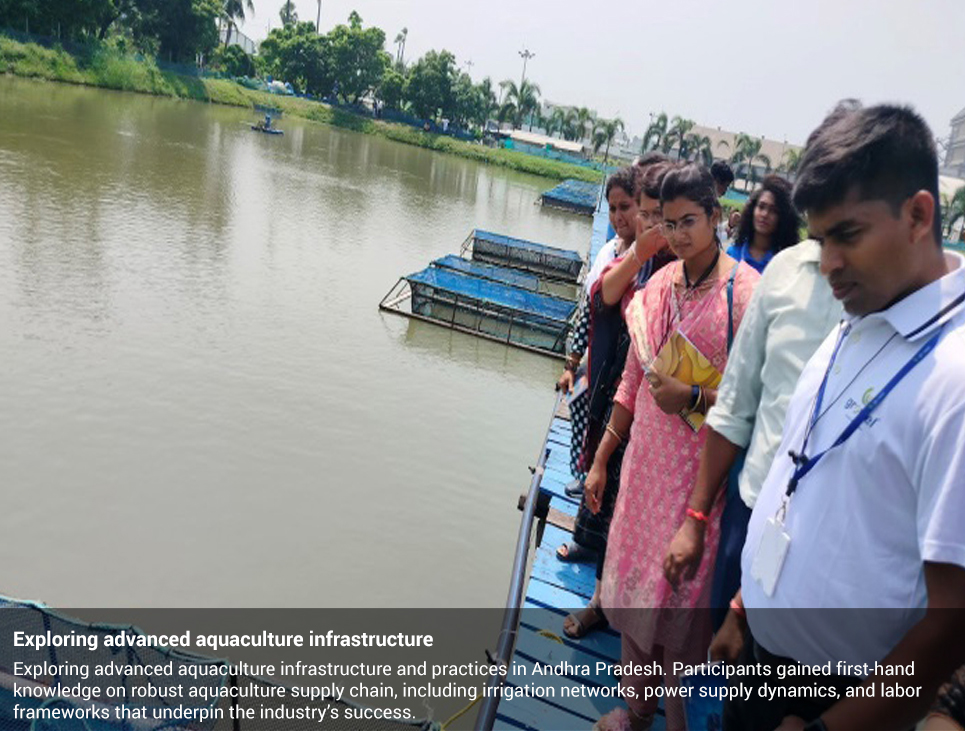 Exploring advanced aquaculture infrastructure
Exploring advanced aquaculture infrastructure and practices in Andhra Pradesh. Participants gained first-hand
knowledge on robust aquaculture supply chain, including irrigation networks, power supply dynamics, and labor
frameworks that underpin the industry’s success.